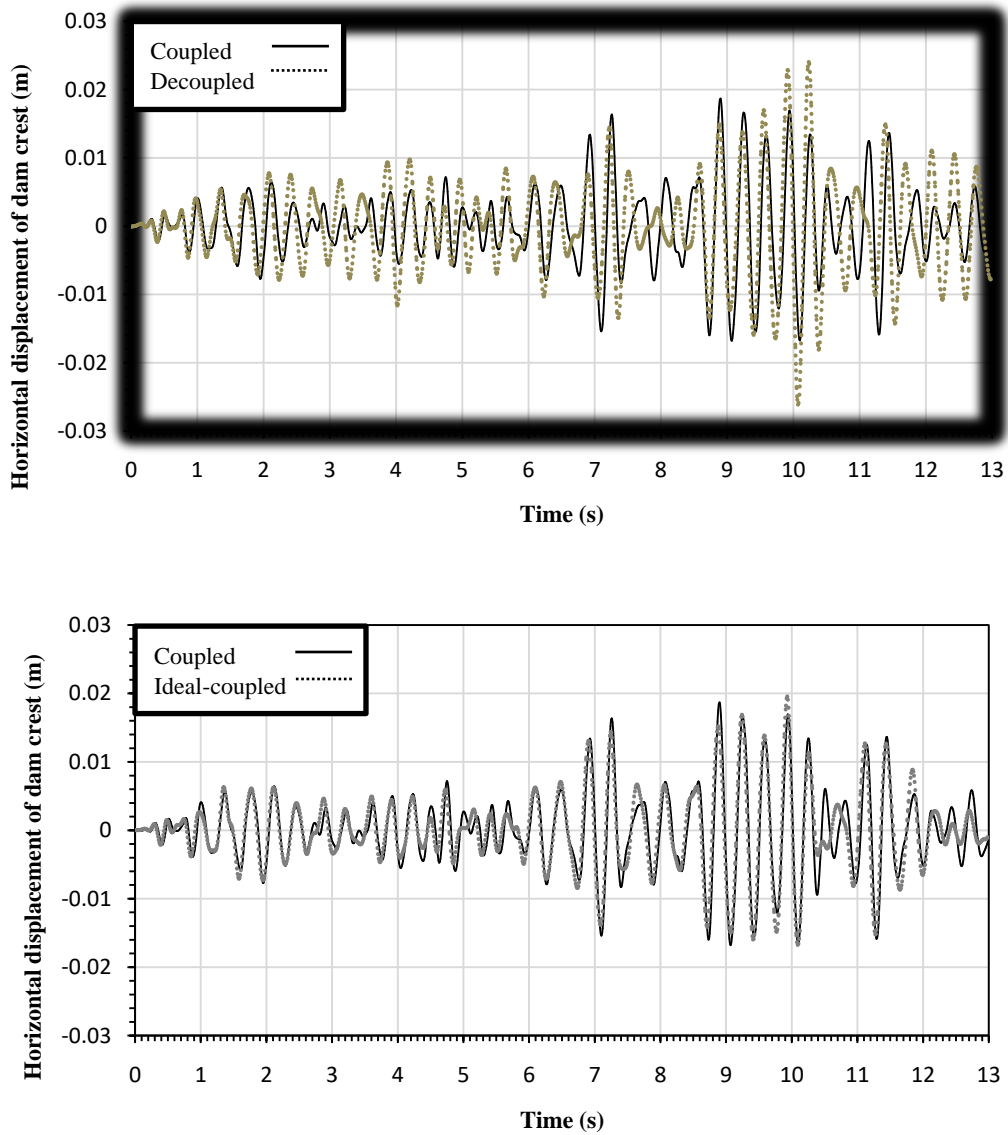 0.03
0.02
0.01
0
-0.01
-0.02
-0.03
Horizontal displacement of dam crest (m)
Coupled
Decoupled
0 1 2 3 4 5 6 7 8 9 10 11 12 13
Time (s)
0.03
0.02
0.01
0
-0.01
-0.02
-0.03
Horizontal displacement of dam crest (m)
Coupled
Ideal-coupled
0 1 2 3 4 5 6 7 8 9 10 11 12 13
Time (s)